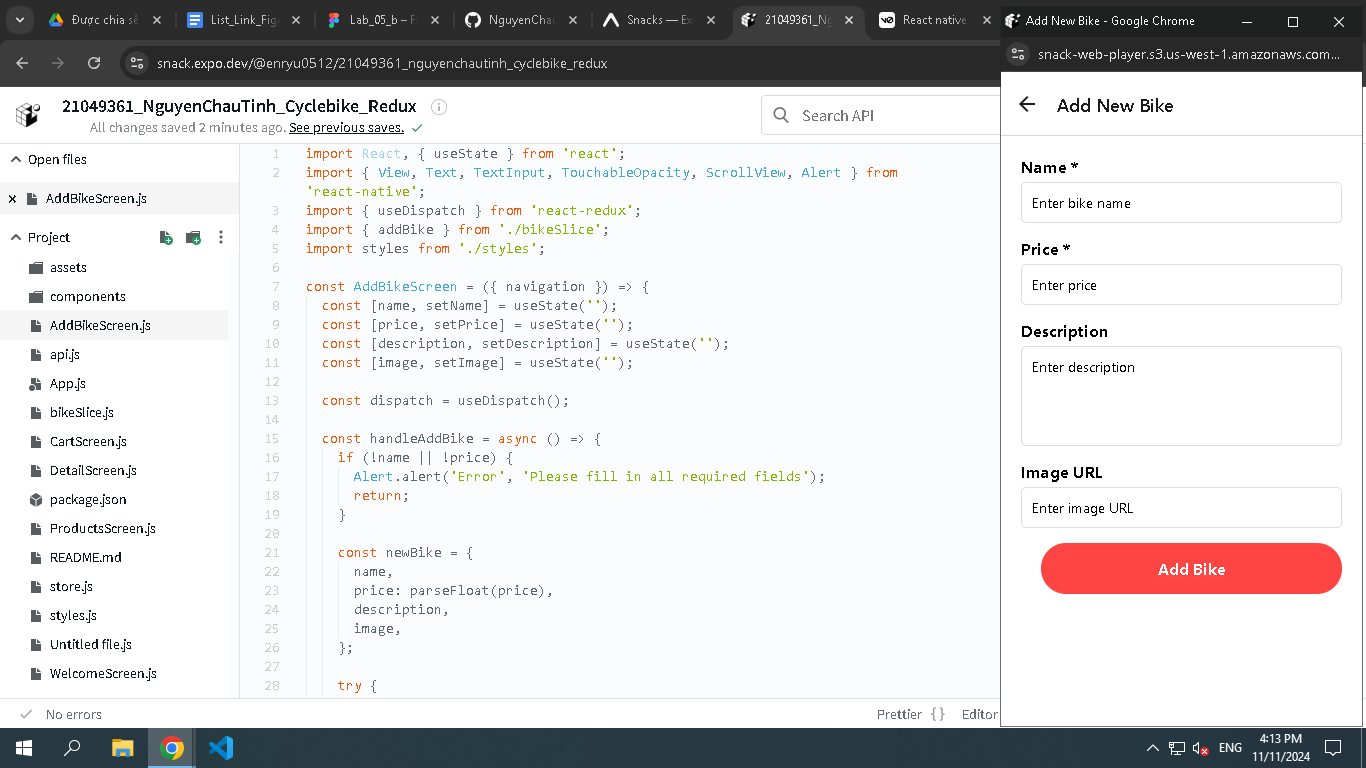 Được chia sẻ
List_Link_Fig
Lab_05_b – Fi
NguyenChau
Snacks — Ex
21049361_Ng
React native
Add New Bike - Google Chrome
snack.expo.dev/@enryu0512/21049361_nguyenchautinh_cyclebike_redux
snack-web-player.s3.us-west-1.amazonaws.com...
21049361_NguyenChauTinh_Cyclebike_Redux
All changes saved 2 minutes ago. See previous saves.
Search API
Open files
AddBikeScreen.js
Project
assets
components
AddBikeScreen.js
api.js
App.js
bikeSlice.js
CartScreen.js
DetailScreen.js
package.json
ProductsScreen.js
README.md
store.js
styles.js
Untitled file.js
WelcomeScreen.js
1 import React, { useState } from 'react';
2 import { View, Text, TextInput, TouchableOpacity, ScrollView, Alert } from
'react-native';
3 import { useDispatch } from 'react-redux';
4 import { addBike } from './bikeSlice';
5 import styles from './styles';
6
7 const AddBikeScreen = ({ navigation }) => {
8 const [name, setName] = useState('');
9 const [price, setPrice] = useState('');
10 const [description, setDescription] = useState('');
11 const [image, setImage] = useState('');
12
13 const dispatch = useDispatch();
14
15 const handleAddBike = async () => {
16 if (!name || !price) {
17 Alert.alert('Error', 'Please fill in all required fields');
18 return;
19 }
20
21 const newBike = {
22 name,
23 price: parseFloat(price),
24 description,
25 image,
26 };
27
28 try {
Add New Bike
Name *
Enter bike name
Price *
Enter price
Description
Enter description
Image URL
Enter image URL
Add Bike
No errors
Prettier {}
Editor
ENG
4:13 PM
11/11/2024